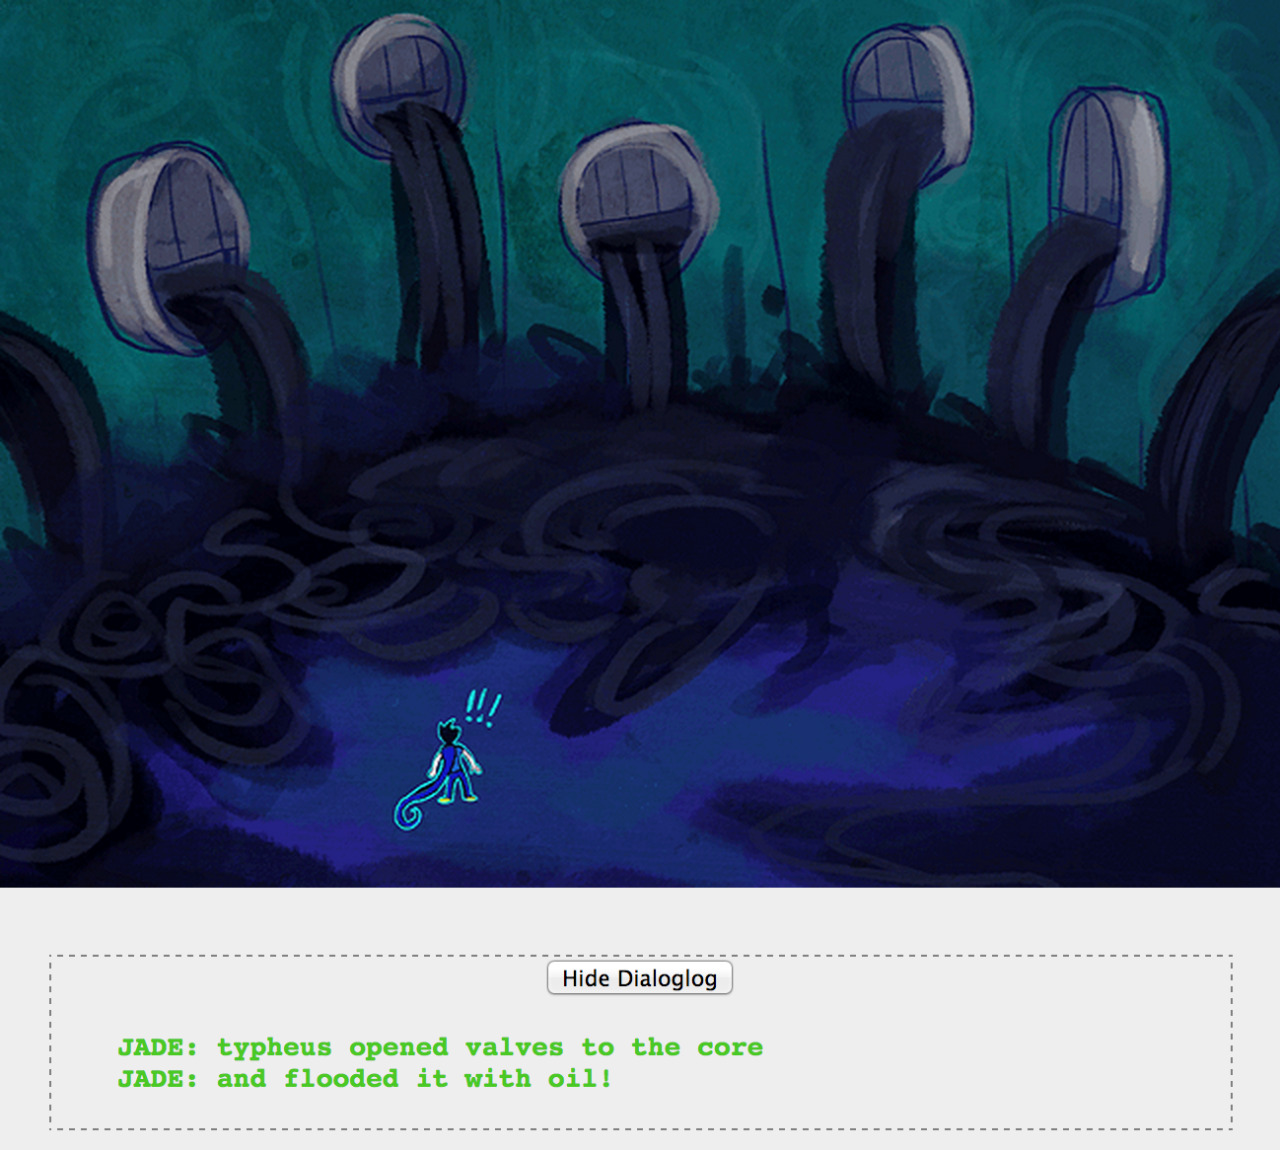 !!!
Hide Dialoglog
JADE: typheus opened valves to the core
JADE: and flooded it with oil!